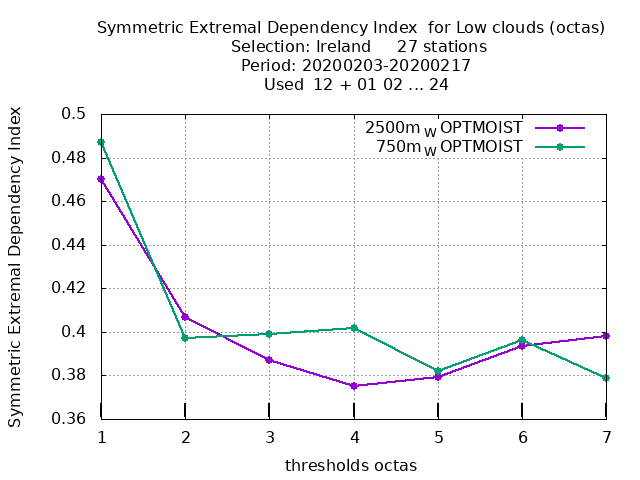 Symmetric Extremal Dependency Index  for Low clouds (octas)
Selection: Ireland     27 stations
Period: 20200203-20200217
Used  12 + 01 02 ... 24
2500m W OPTMOIST
750m W OPTMOIST
Symmetric Extremal Dependency Index
0.5
0.48
0.46
0.44
0.42
0.4
0.38
0.36
1 2 3 4 5 6 7
thresholds octas